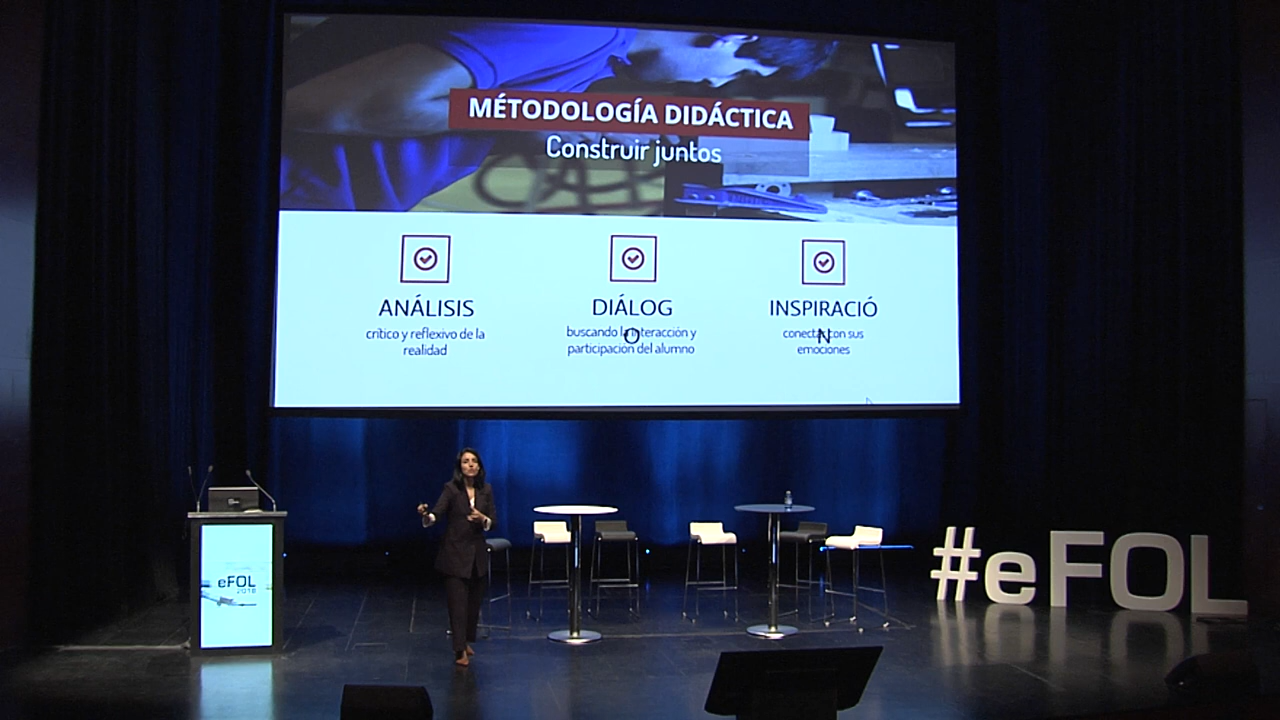 MÉTODOLOGÍA DIDÁCTICA
Construir juntos
ANÁLISIS
crítico y reflexivo de la
realidad
DIÁLOG
O
buscando la interacción y
participación del alumno
INSPIRACIÓ
N
conectar con sus
emociones
eFOL
2018
#eFOL